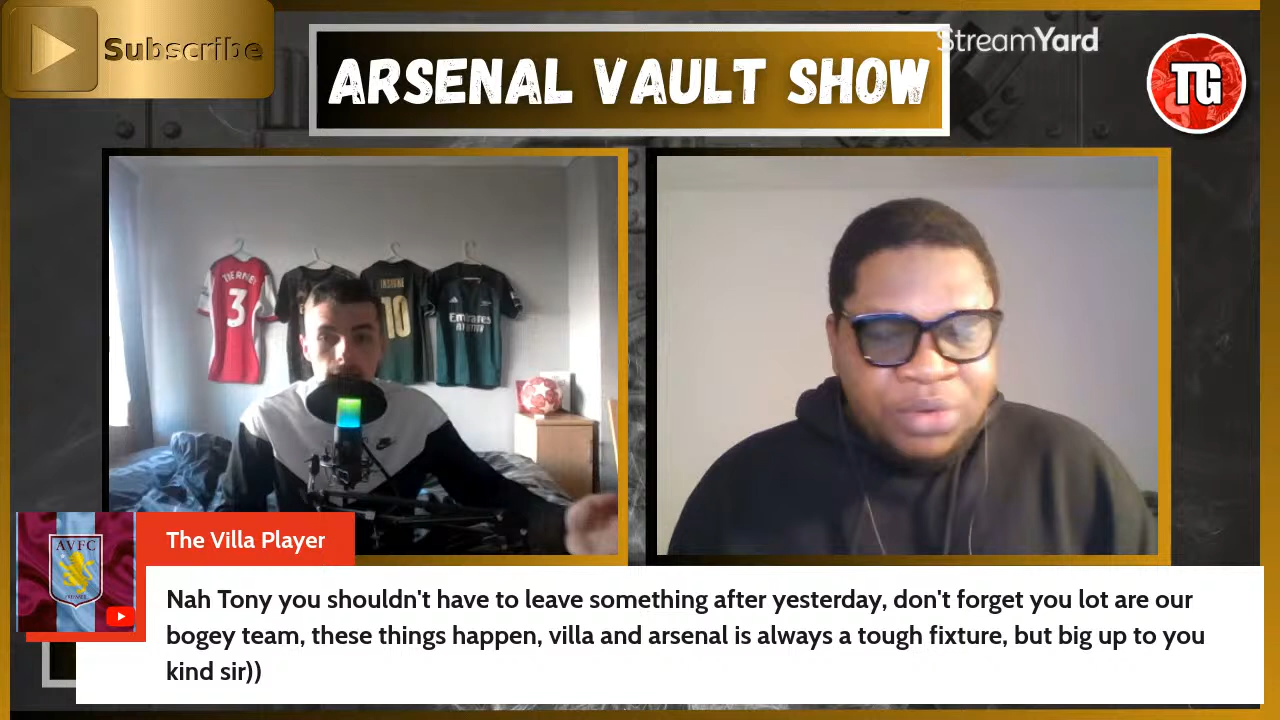 Subscribe
StreamYard
ARSENAL VAULT SHOW
TG
TIERNEY
3
INSIGNE
10
Emirates
AVFC
The Villa Player
Nah Tony you shouldn't have to leave something after yesterday, don't forget you lot are our
bogey team, these things happen, villa and arsenal is always a tough fixture, but big up to you
kind sir))